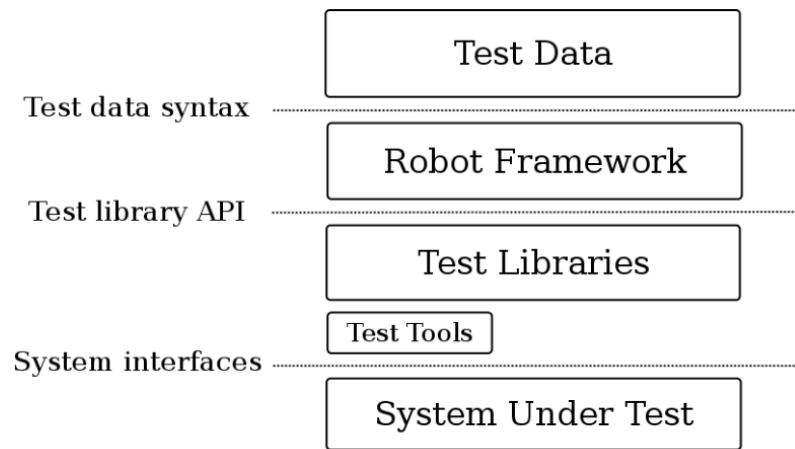 Test Data
Test data syntax
Robot Framework
Test library API
Test Libraries
Test Tools
System interfaces
System Under Test